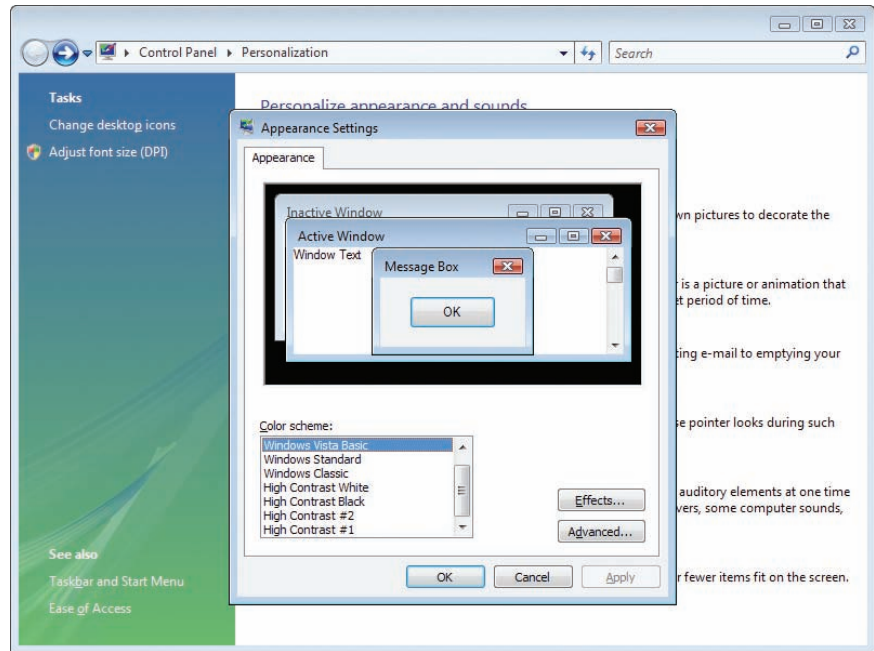 Control Panel Personalization
Search
Tasks
Change desktop icons
Adjust font size (DPI)
See also
Taskbar and Start Menu
Ease of Access
Personalize appearance and sounds
Appearance Settings
Appearance
Inactive Window
Active Window
Window Text
Message Box
OK
Color scheme:
Windows Vista Basic
Windows Standard
Windows Classic
High Contrast White
High Contrast Black
High Contrast #2
High Contrast #1
Effects...
Advanced...
OK Cancel Apply
pictures to decorate the
is a picture or animation that
period of time.
e-mail to emptying your
pointer looks during such
auditory elements at one time
some computer sounds,
fewer items fit on the screen.